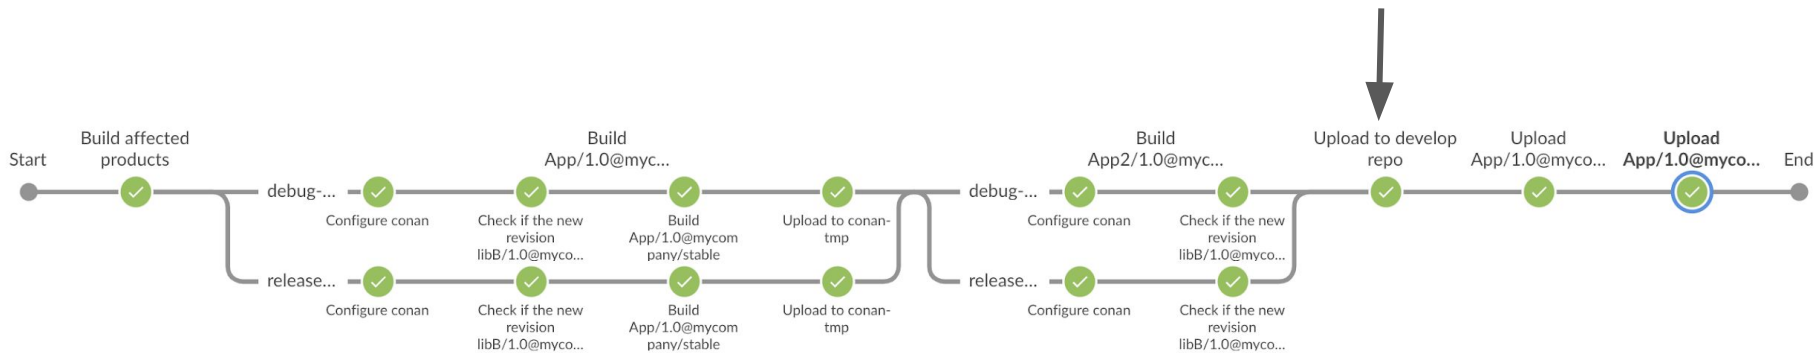 Start
Build affected
products
Build
App/1.0@myc...
Build
App2/1.0@myc...
Upload to develop
repo
Upload
App/1.0@myco...
Upload
App/1.0@myco...
End
debug-...
Configure conan
Check if the new
revision
libB/1.0@myco...
Build
App/1.0@mycom
pany/stable
Upload to conan-
tmp
debug-...
Configure conan
Check if the new
revision
libB/1.0@myco...
release...
Configure conan
Check if the new
revision
libB/1.0@myco...
Build
App/1.0@mycom
pany/stable
Upload to conan-
tmp
release...
Configure conan
Check if the new
revision
libB/1.0@myco...